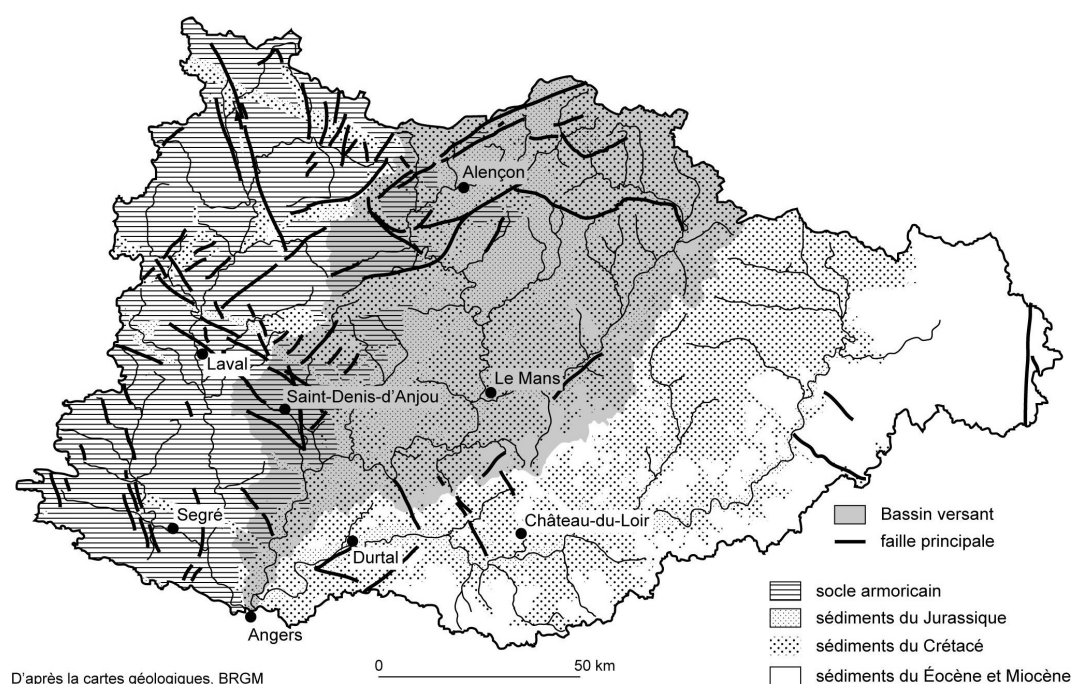 Alençon
Laval
Le Mans
Saint-Denis-d'Anjou
Segré
Château-du-Loir
Durtal
Angers
Bassin versant
faille principale
socle armoricain
sédiments du Jurassique
sédiments du Crétacé
sédiments du Éocène et Miocène
0 50 km
D'après la cartes géologiques, BRGM